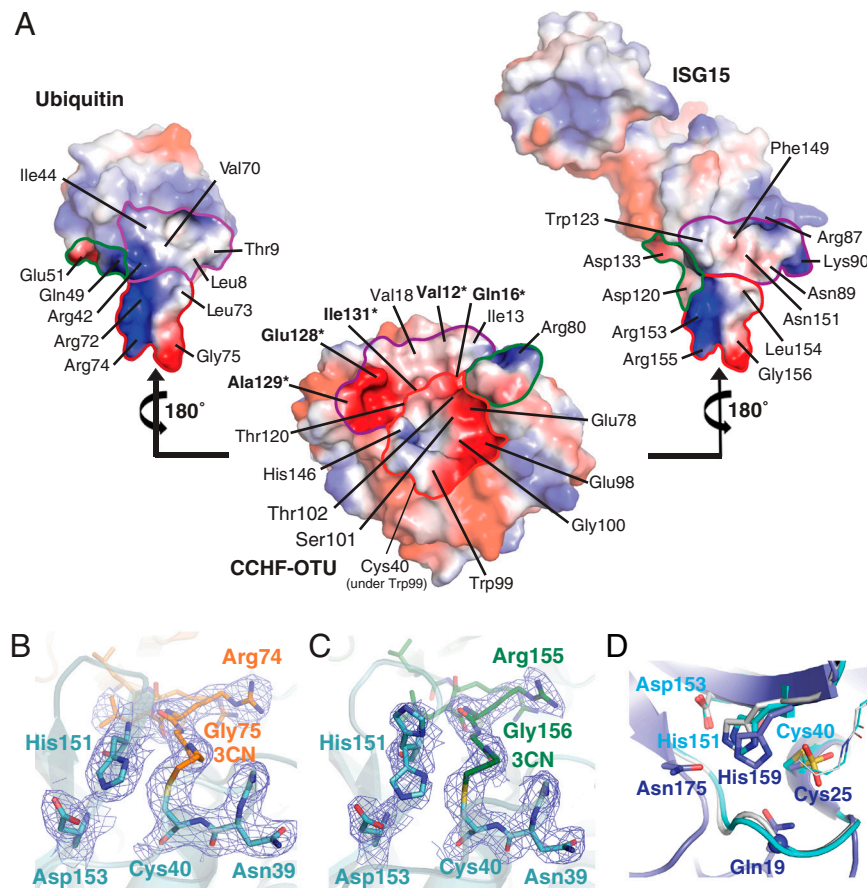 A
Ubiquitin
Ile44
Val70
Thr9
Glu51
Leu8
Gln49
Arg42
Leu73
Arg72
Arg74
Gly75
180°
ISG15
Phe149
Trp123
Arg87
Asp133
Lys90
Asp120
Asn89
Asn151
Arg153
Leu154
Arg155
Gly156
180°
Val18
Val12*
Gln16*
Ile131*
Ile13
Glu128*
Arg80
Ala129*
Thr120
Glu78
His146
Glu98
Thr102
Gly100
Ser101
Cys40
(under Trp99)
Trp99
CCHF-OTU
B
Arg74
Gly75
3CN
His151
Asp153
Cys40
Asn39
C
Arg155
Gly156
3CN
His151
Asp153
Cys40
Asn39
D
Asp153
Cys40
His151
His159
Asn175
Cys25
Gln19